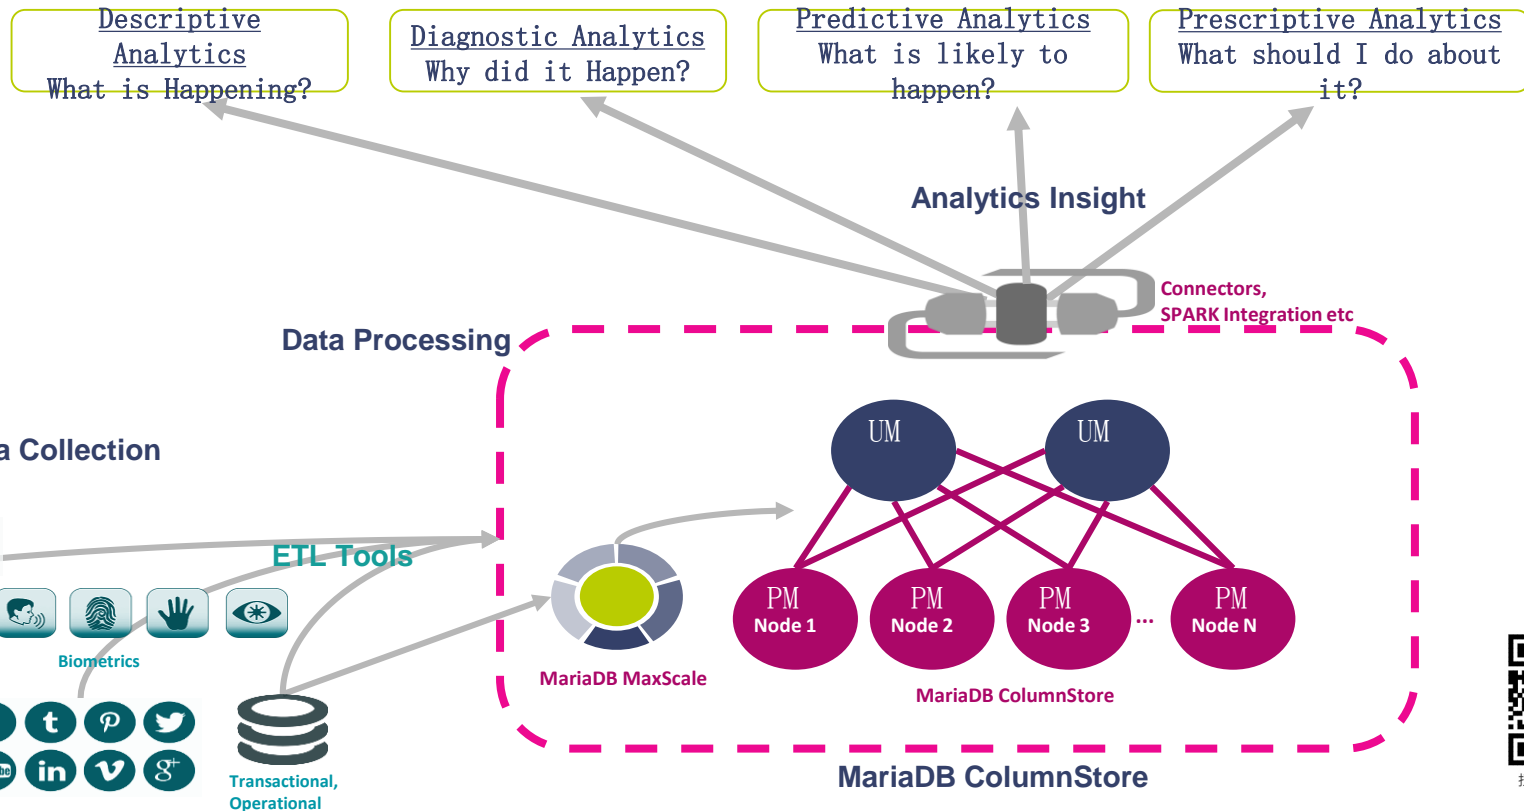 Descriptive
Analytics
What is Happening?
Diagnostic Analytics
Why did it Happen?
Predictive Analytics
What is likely to
happen?
Prescriptive Analytics
What should I do about
it?
Analytics Insight
Connectors,
SPARK Integration etc
Data Processing
a Collection
UM
UM
ETL Tools
PM
Node 1
PM
Node 2
PM
Node 3
...
PM
Node N
Biometrics
MariaDB MaxScale
MariaDB ColumnStore
Transactional,
Operational
MariaDB ColumnStore